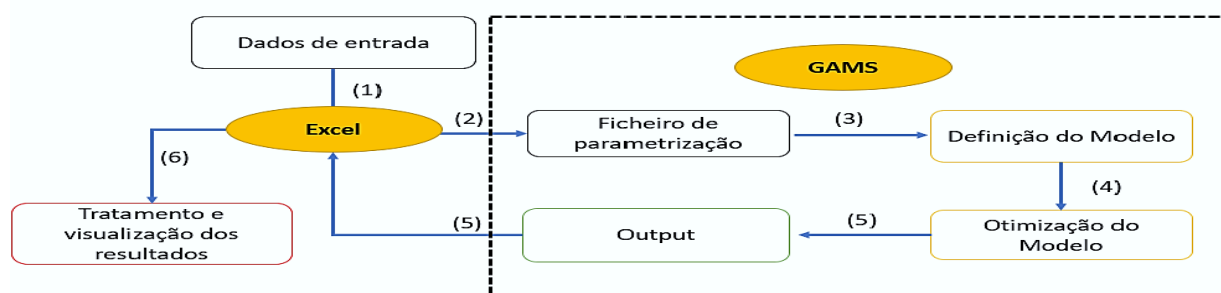 Dados de entrada
GAMS
(1)
Excel
(2)
Ficheiro de
parametrização
(3)
Definição do Modelo
(6)
(4)
Tratamento e
visualização dos
resultados
(5)
Output
(5)
Otimização do
Modelo